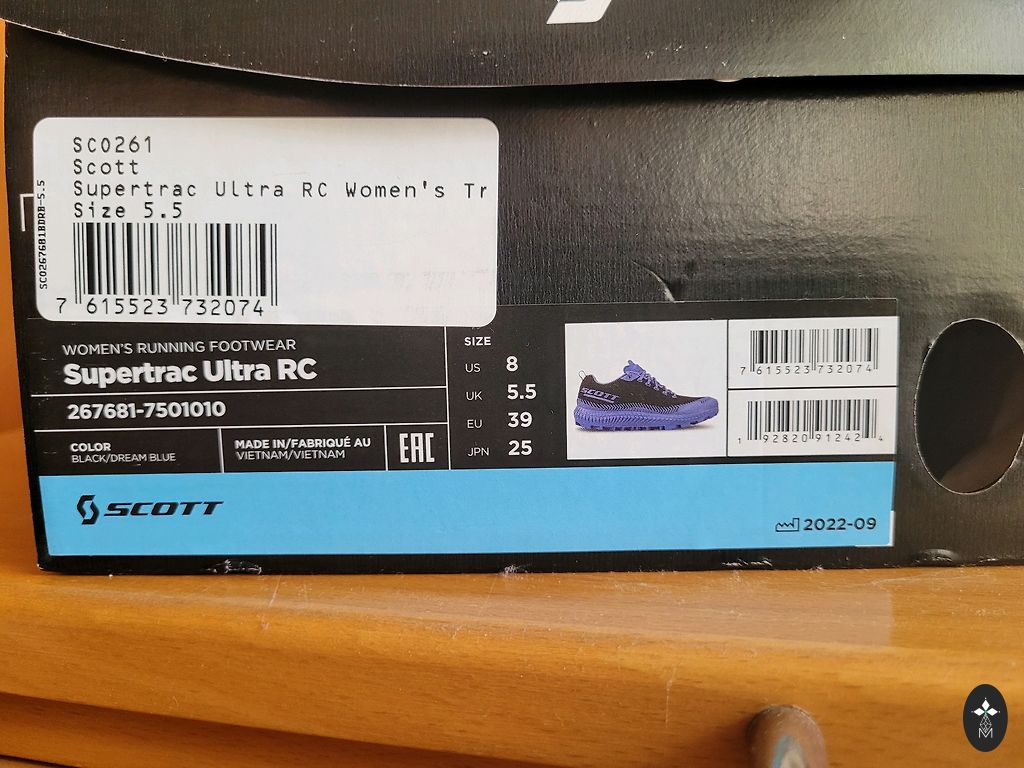 SC0261
Scott
Supertrac Ultra RC Women's Tr
Size 5.5
SC0267681BDRB-5.5
7 615523 732074
WOMEN'S RUNNING FOOTWEAR
Supertrac Ultra RC
267681-7501010
COLOR
BLACK/DREAM BLUE
MADE IN/FABRIQUÉ AU
VIETNAM/VIETNAM
EAC
SIZE
US 8
UK 5.5
EU 39
JPN 25
SCOTT
7 615523 732074
1 92820 91242 4
SCOTT
2022-09
M